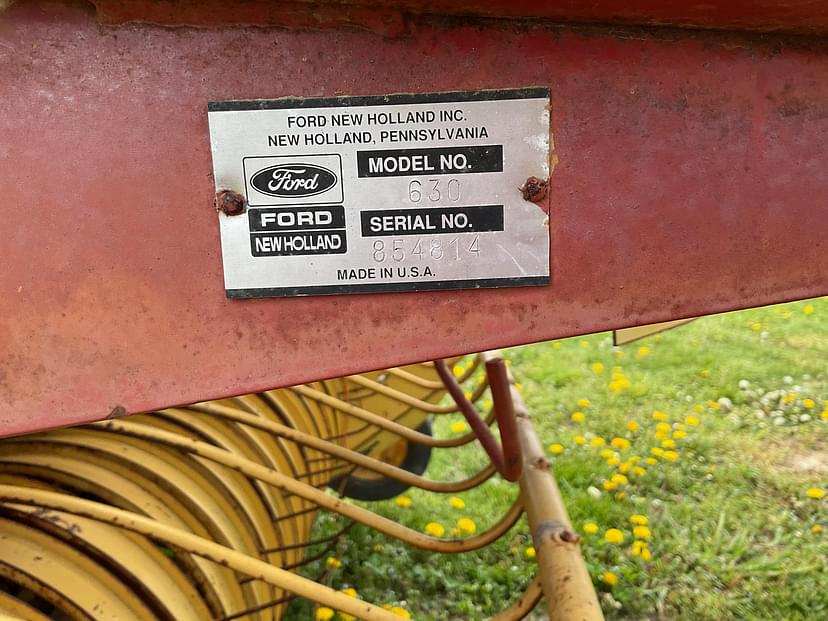 FORD NEW HOLLAND INC.
NEW HOLLAND, PENNSYLVANIA
Ford
FORD
NEW HOLLAND
MODEL NO.
630
SERIAL NO.
854814
MADE IN U.S.A.